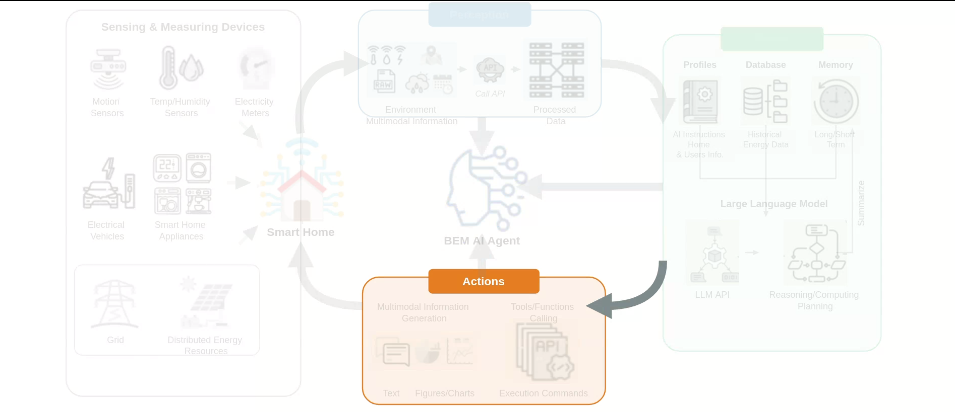 Sensing & Measuring Devices
Motion
Sensors
Temp/Humidity
Sensors
Electricity
Meters
Electrical
Vehicles
Smart Home
Appliances
Grid
Distributed Energy
Resources
Smart Home
Call API
Environment
Multimodal Information
Processed
Data
BEM AI Agent
Actions
Multimodal Information
Generation
Tools/Functions
Calling
API
Text
Figures/Charts
Execution Commands
Profiles
Database
Memory
AI Instructions
Home
& Users Info.
Historical
Energy Data
Long/Short
Term
Large Language Model
Summarize
LLM API
Reasoning/Computing
Planning